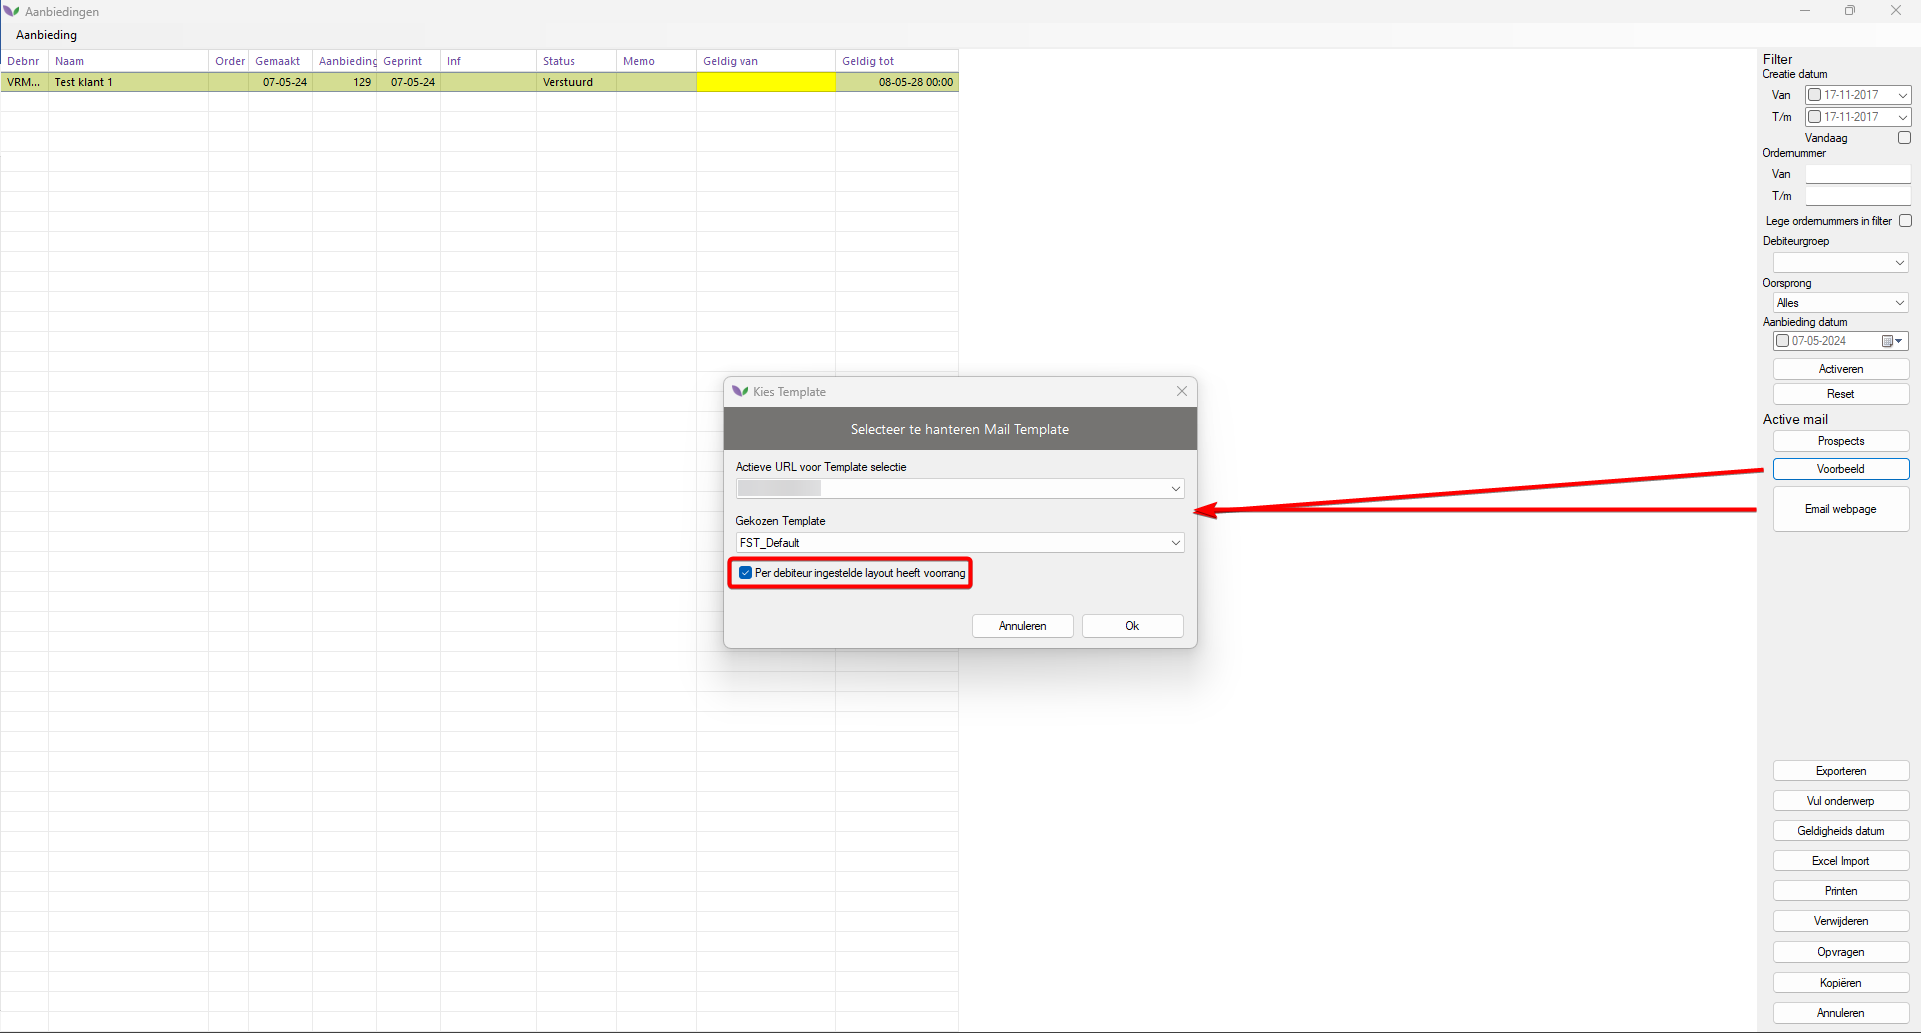 Aanbiedingen
Aanbieding
Debnr Naam Order Gemaakt Aanbieding Geprint Inf Status Memo Geldig van Geldig tot
VRM... Test klant 1 07-05-24 129 07-05-24 Verstuurd 08-05-28 00:00
Kies Template
Selecteer te hanteren Mail Template
Actieve URL voor Template selectie
Gekozen Template
FST_Default
Per debiteur ingestelde layout heeft voorrang
Annuleren Ok
Filter
Creatie datum
Van 17-11-2017
T/m 17-11-2017
Vandaag
Ordernummer
Van
T/m
Lege ordernummers in filter
Debiteurgroep
Oorsprong
Alles
Aanbieding datum
07-05-2024
Activeren
Reset
Active mail
Prospects
Voorbeeld
Email webpage
Exporteren
Vul onderwerp
Geldigheids datum
Excel Import
Printen
Verwijderen
Opvragen
Kopiëren
Annuleren